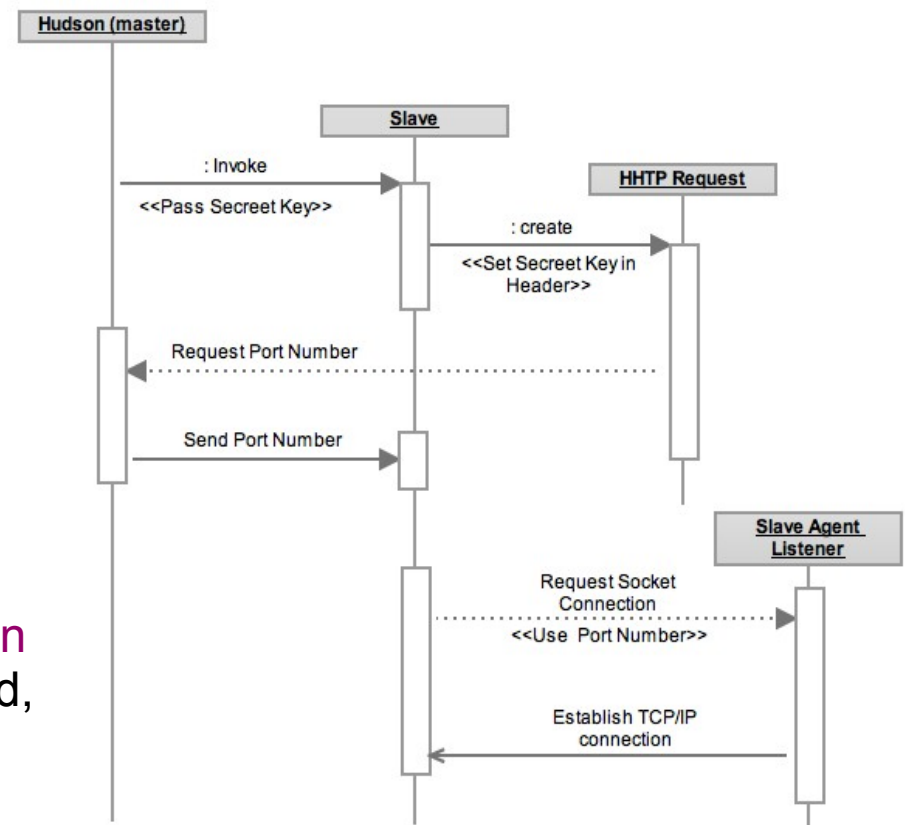 Hudson (master)
Slave
: Invoke
<<Pass Secreet Key>>
HHTP Request
: create
<<Set Secreet Key in
Header>>
Request Port Number
Send Port Number
Slave Agent
Listener
Request Socket
Connection
<<Use Port Number>>
n
d,
Establish TCP/IP
connection